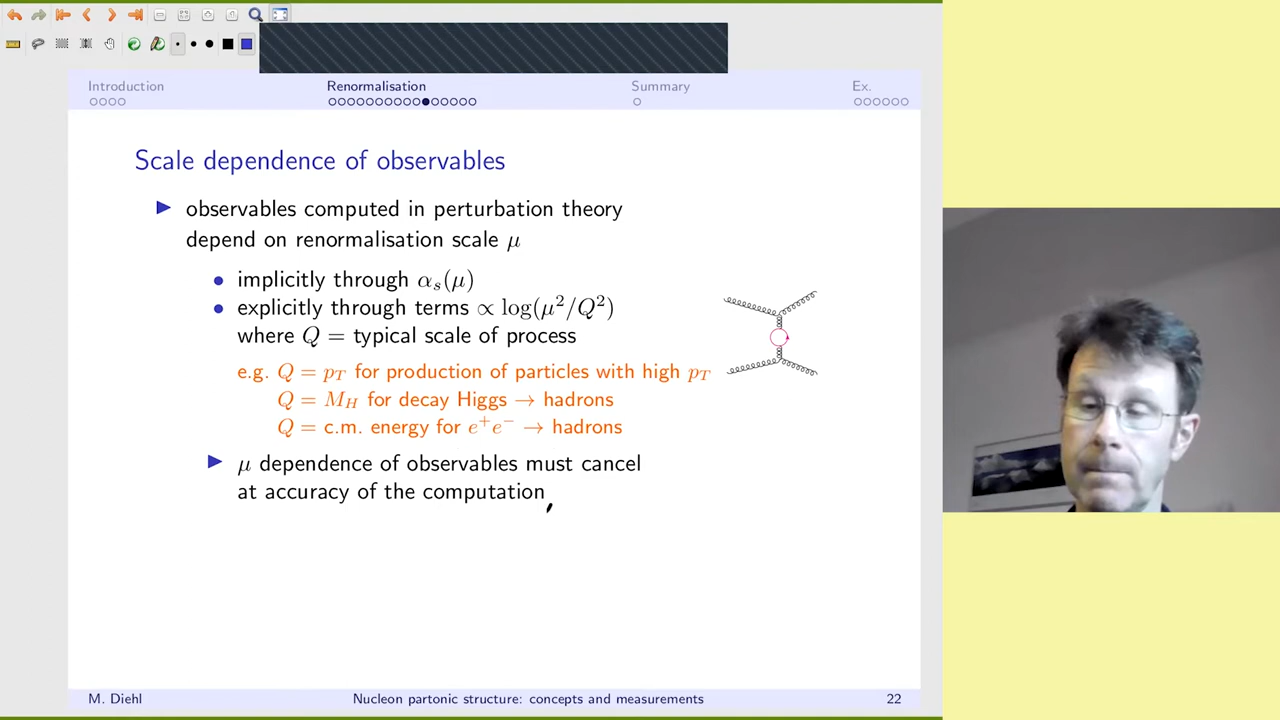 Introduction Renormalisation Summary Ex.
Scale dependence of observables
observables computed in perturbation theory
depend on renormalisation scale μ
implicitly through αₛ(μ)
explicitly through terms ∝ log(μ²/Q²)
where Q = typical scale of process
e.g. Q = p_T for production of particles with high p_T
Q = M_H for decay Higgs → hadrons
Q = c.m. energy for e⁺e⁻ → hadrons
μ dependence of observables must cancel
at accuracy of the computation
M. Diehl Nucleon partonic structure: concepts and measurements 22